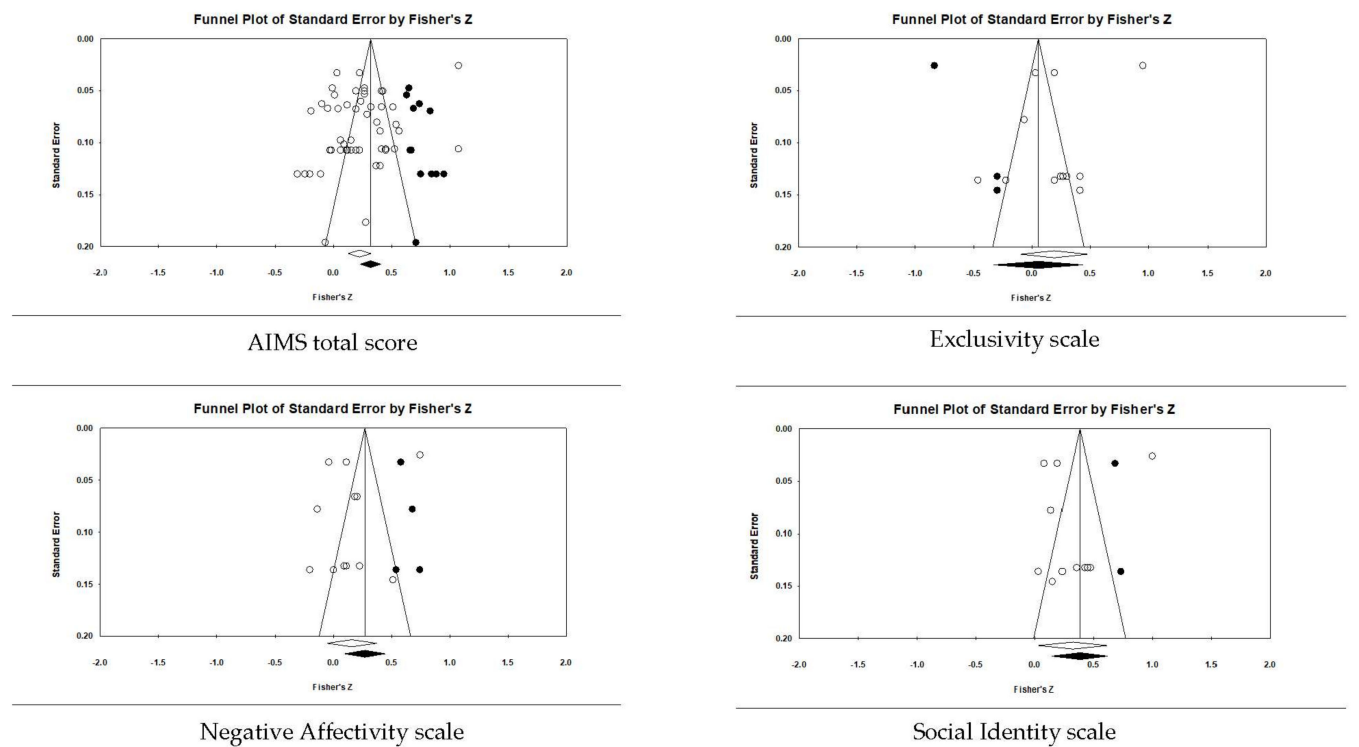 Funnel Plot of Standard Error by Fisher's Z
0.00
0.05
0.10
0.15
0.20
Standard Error
-2.0 -1.5 -1.0 -0.5 0.0 0.5 1.0 1.5 2.0
Fisher's Z
AIMS total score
Funnel Plot of Standard Error by Fisher's Z
0.00
0.05
0.10
0.15
0.20
Standard Error
-2.0 -1.5 -1.0 -0.5 0.0 0.5 1.0 1.5 2.0
Fisher's Z
Exclusivity scale
Funnel Plot of Standard Error by Fisher's Z
0.00
0.05
0.10
0.15
0.20
Standard Error
-2.0 -1.5 -1.0 -0.5 0.0 0.5 1.0 1.5 2.0
Fisher's Z
Negative Affectivity scale
Funnel Plot of Standard Error by Fisher's Z
0.00
0.05
0.10
0.15
0.20
Standard Error
-2.0 -1.5 -1.0 -0.5 0.0 0.5 1.0 1.5 2.0
Fisher's Z
Social Identity scale